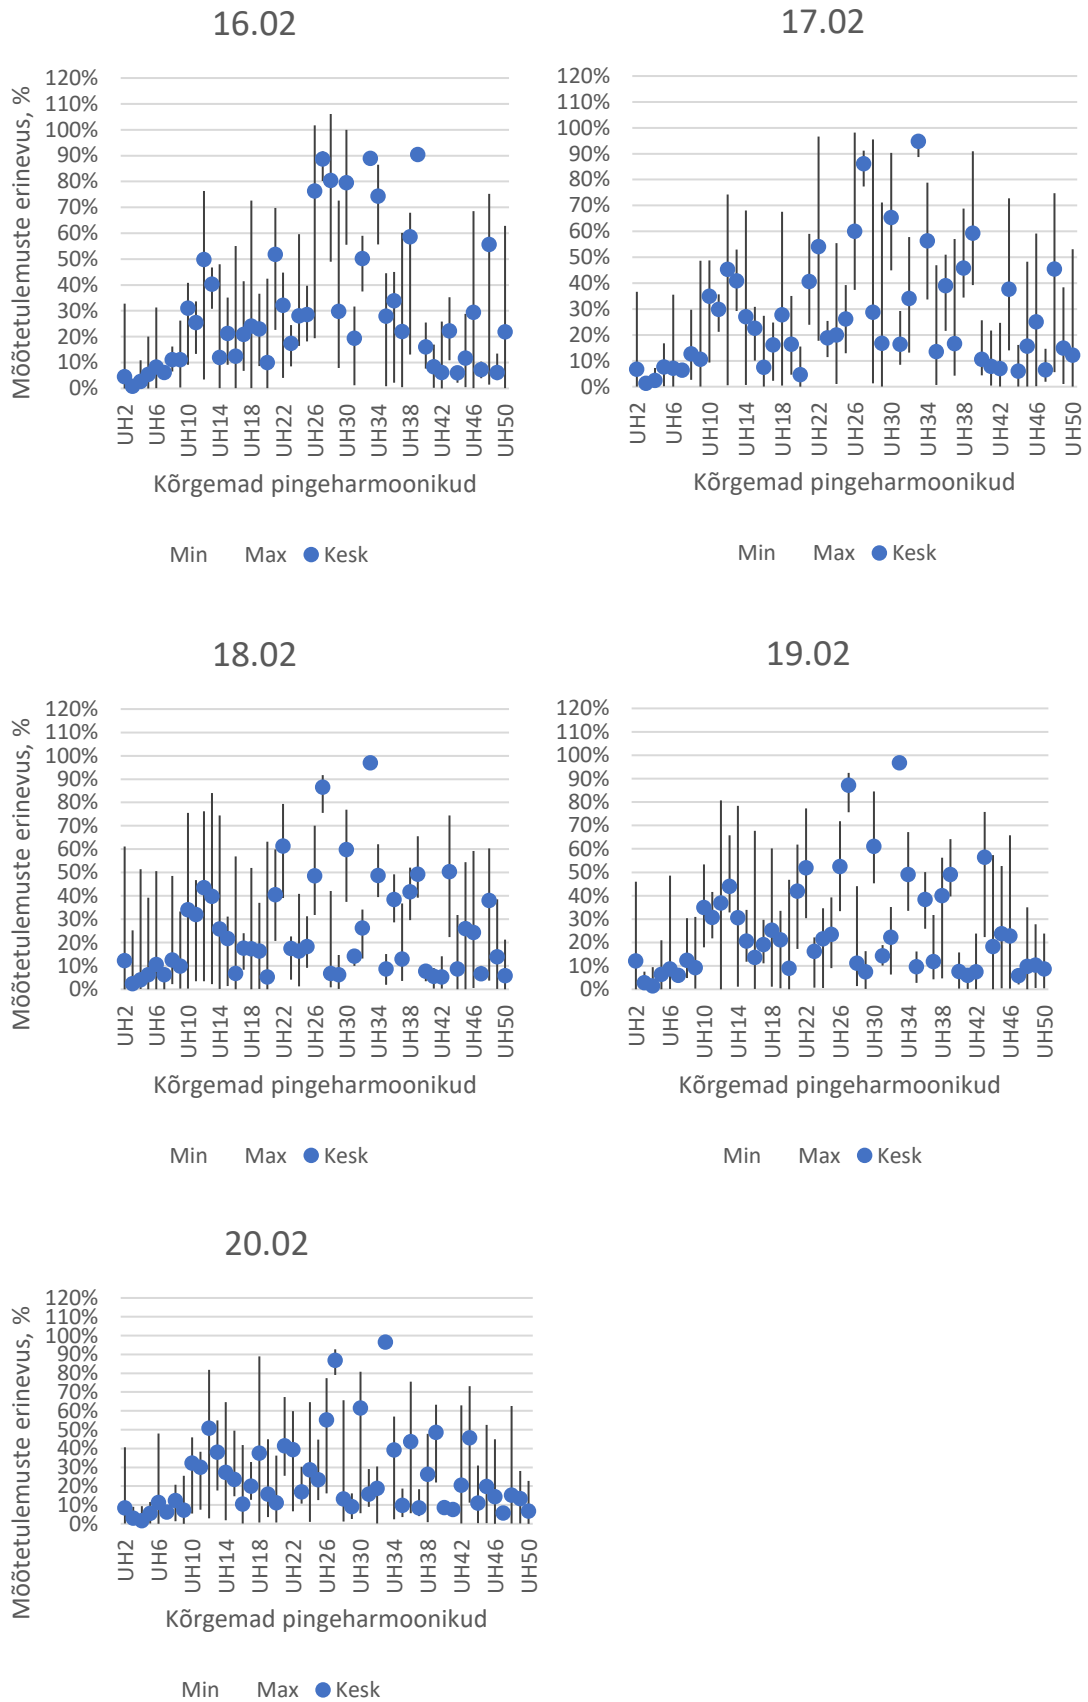 16.02
Mõõtetulemuste erinevus, %
120%
110%
100%
90%
80%
70%
60%
50%
40%
30%
20%
10%
0%
UH2
UH6
UH10
UH14
UH18
UH22
UH26
UH30
UH34
UH38
UH42
UH46
UH50
Kõrgemad pingeharmoonikud
Min Max Kesk
17.02
120%
110%
100%
90%
80%
70%
60%
50%
40%
30%
20%
10%
0%
UH2
UH6
UH10
UH14
UH18
UH22
UH26
UH30
UH34
UH38
UH42
UH46
UH50
Kõrgemad pingeharmoonikud
Min Max Kesk
18.02
Mõõtetulemuste erinevus, %
120%
110%
100%
90%
80%
70%
60%
50%
40%
30%
20%
10%
0%
UH2
UH6
UH10
UH14
UH18
UH22
UH26
UH30
UH34
UH38
UH42
UH46
UH50
Kõrgemad pingeharmoonikud
Min Max Kesk
19.02
120%
110%
100%
90%
80%
70%
60%
50%
40%
30%
20%
10%
0%
UH2
UH6
UH10
UH14
UH18
UH22
UH26
UH30
UH34
UH38
UH42
UH46
UH50
Kõrgemad pingeharmoonikud
Min Max Kesk
20.02
Mõõtetulemuste erinevus, %
120%
110%
100%
90%
80%
70%
60%
50%
40%
30%
20%
10%
0%
UH2
UH6
UH10
UH14
UH18
UH22
UH26
UH30
UH34
UH38
UH42
UH46
UH50
Kõrgemad pingeharmoonikud
Min Max Kesk